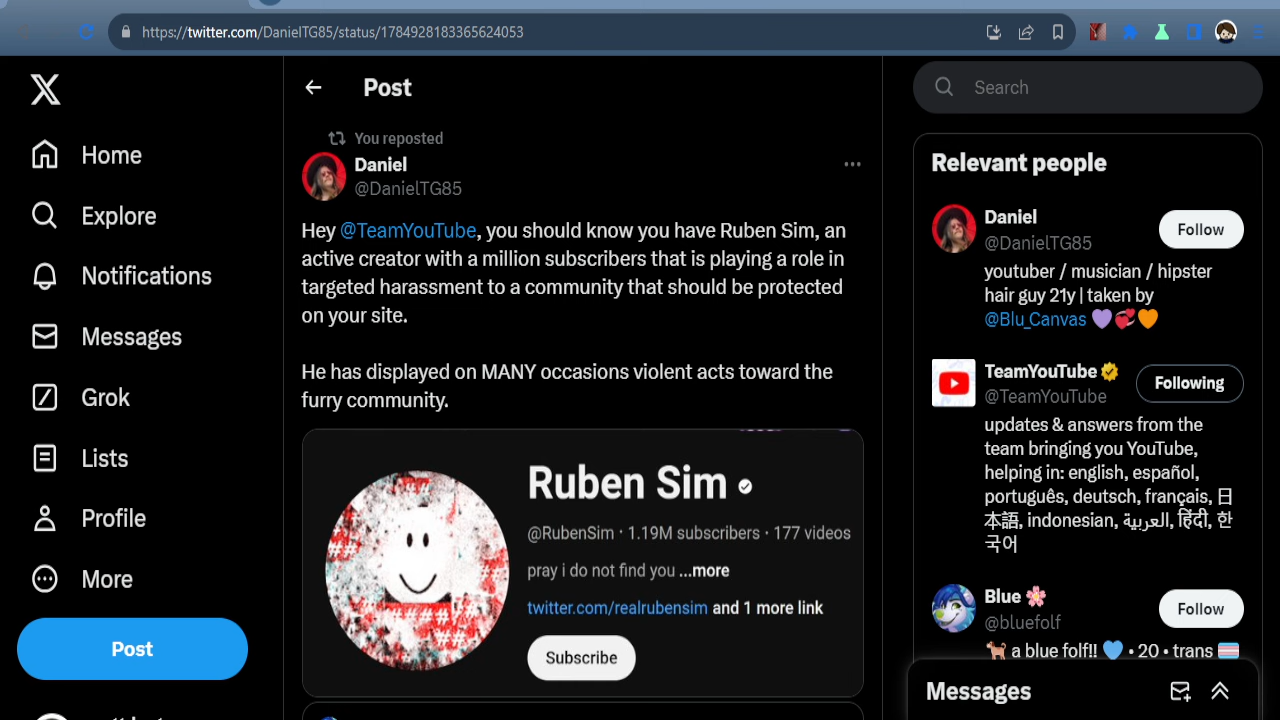 https://twitter.com/DanielTG85/status/1784928183365624053
Home
Explore
Notifications
Messages
Grok
Lists
Profile
More
Post
Post
You reposted
Daniel
@DanielTG85
Hey @TeamYouTube, you should know you have Ruben Sim, an
active creator with a million subscribers that is playing a role in
targeted harassment to a community that should be protected
on your site.
He has displayed on MANY occasions violent acts toward the
furry community.
Ruben Sim
@RubenSim · 1.19M subscribers · 177 videos
pray i do not find you ...more
twitter.com/realrubensim and 1 more link
Subscribe
Search
Relevant people
Daniel
@DanielTG85
Follow
youtuber / musician / hipster
hair guy 21y | taken by
@Blu_Canvas 💜💞🧡
TeamYouTube
@TeamYouTube
Following
updates & answers from the
team bringing you YouTube,
helping in: english, español,
português, deutsch, français, 日
本語, indonesian, العربية, हिंदी, 한
국어
Blue 🌸
@bluefolf
Follow
🐕 a blue folf!! 🩵 • 20 • trans 🏳️‍⚧️
Messages